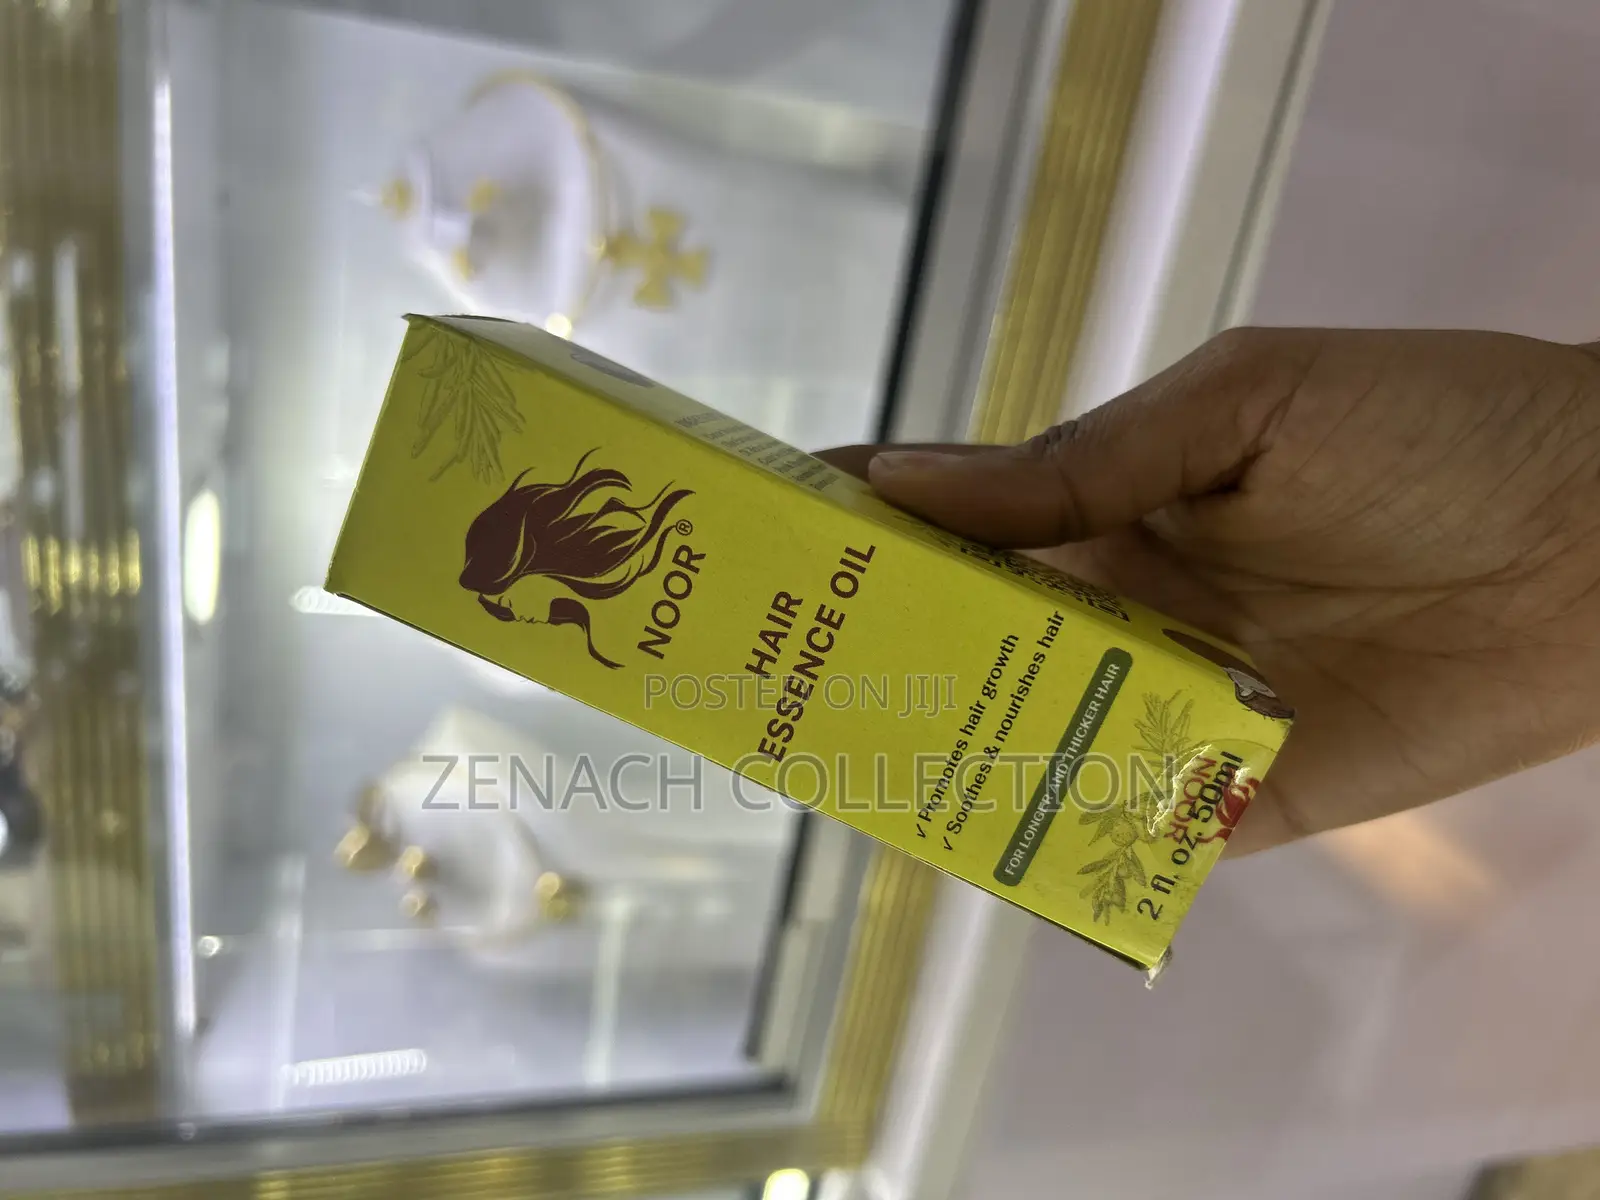 NOOR®
HAIR
ESSENCE OIL
✓ Promotes hair growth
✓ Soothes & nourishes hair
FOR LONGER AND THICKER HAIR
2 fl. oz. 50ml
NOOR
POSTED ON JIJI
ZENACH COLLECTION